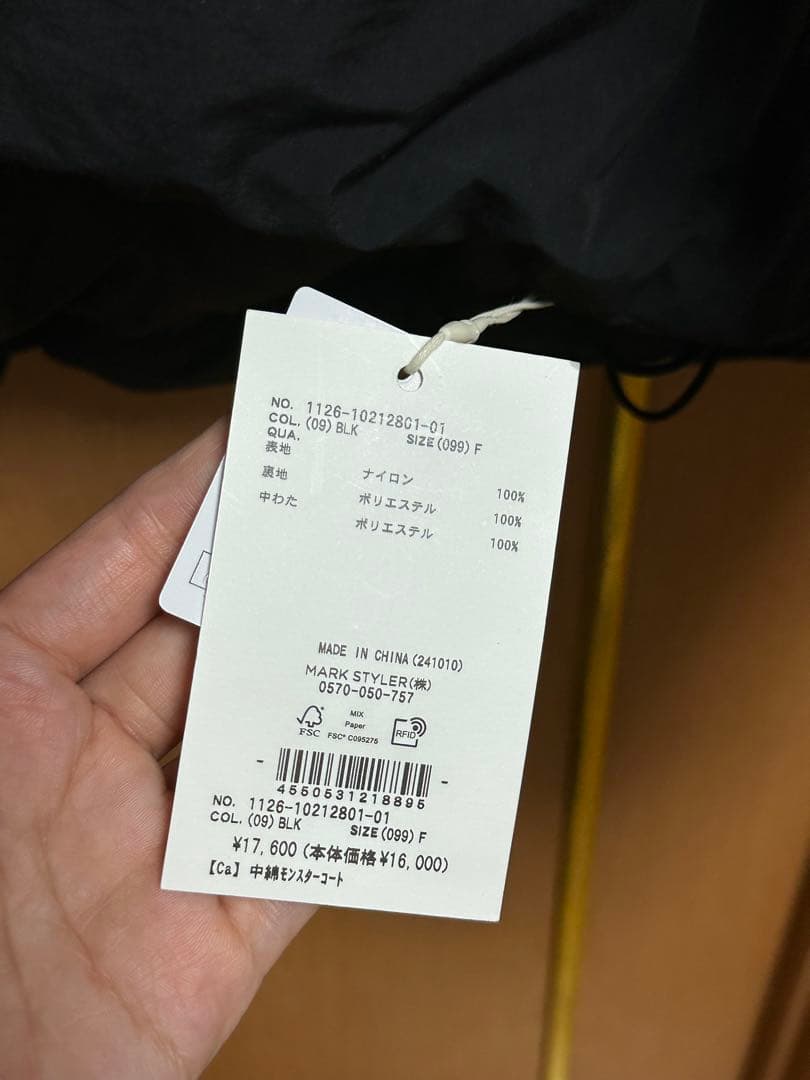 NO. 1126-10212801-01
COL. (09) BLK SIZE (099) F
QUA.
表地 ナイロン 100%
裏地 ポリエステル 100%
中わた ポリエステル 100%
MADE IN CHINA (241010)
MARK STYLER(株)
0570-050-757
FSC MIX Paper FSC® C095275 RFID
4550531218895
NO. 1126-10212801-01
COL. (09) BLK SIZE (099) F
¥17,600 (本体価格¥16,000)
【Ca】 中綿モンスターコート